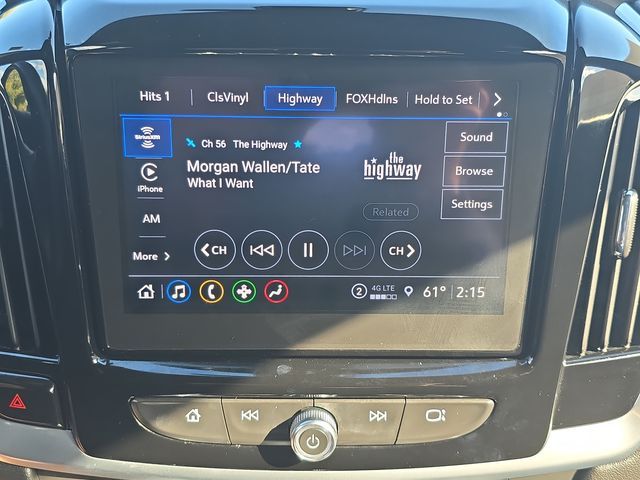 Hits 1 ClsVinyl Highway FOXHdlns Hold to Set
SiriusXM
Ch 56 The Highway
Sound
iPhone
Morgan Wallen/Tate
What I Want
the highway
Browse
AM
Related
Settings
More
CH CH
2 4G LTE 61° 2:15